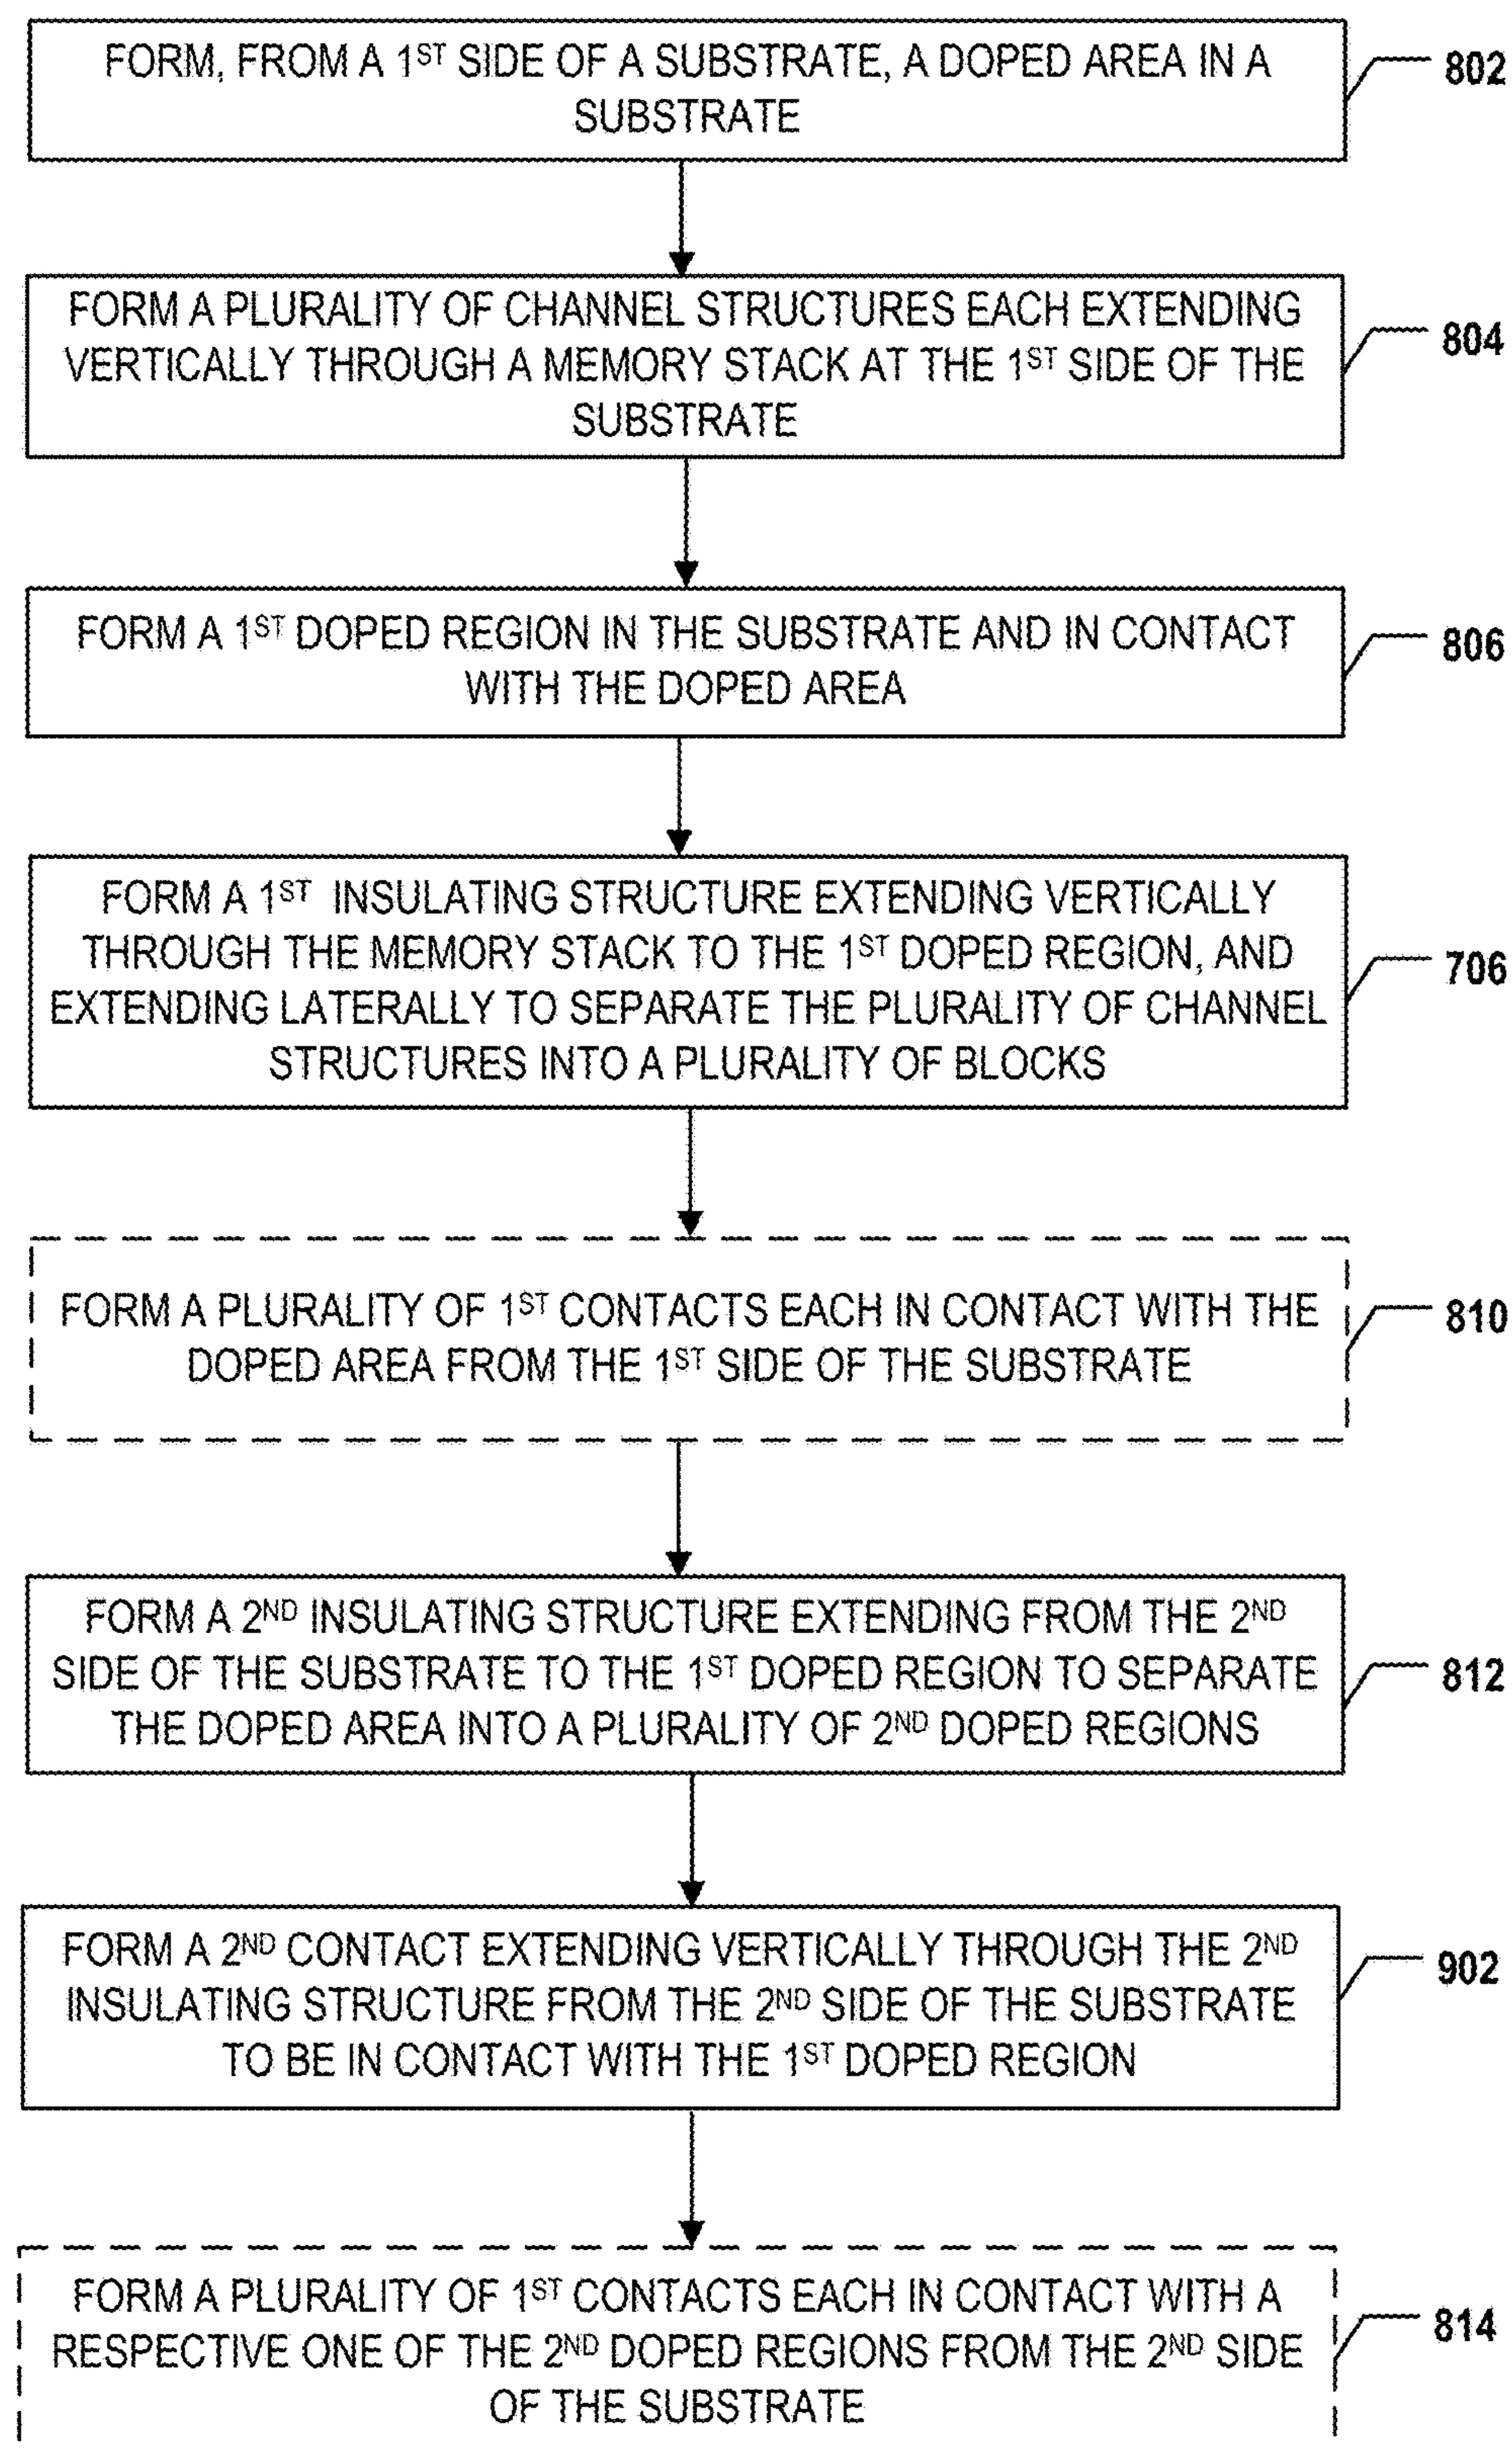 FORM, FROM A 1ST SIDE OF A SUBSTRATE, A DOPED AREA IN A
SUBSTRATE
802
FORM A PLURALITY OF CHANNEL STRUCTURES EACH EXTENDING
VERTICALLY THROUGH A MEMORY STACK AT THE 1ST SIDE OF THE
SUBSTRATE
804
FORM A 1ST DOPED REGION IN THE SUBSTRATE AND IN CONTACT
WITH THE DOPED AREA
806
FORM A 1ST INSULATING STRUCTURE EXTENDING VERTICALLY
THROUGH THE MEMORY STACK TO THE 1ST DOPED REGION, AND
EXTENDING LATERALLY TO SEPARATE THE PLURALITY OF CHANNEL
STRUCTURES INTO A PLURALITY OF BLOCKS
706
FORM A PLURALITY OF 1ST CONTACTS EACH IN CONTACT WITH THE
DOPED AREA FROM THE 1ST SIDE OF THE SUBSTRATE
810
FORM A 2ND INSULATING STRUCTURE EXTENDING FROM THE 2ND
SIDE OF THE SUBSTRATE TO THE 1ST DOPED REGION TO SEPARATE
THE DOPED AREA INTO A PLURALITY OF 2ND DOPED REGIONS
812
FORM A 2ND CONTACT EXTENDING VERTICALLY THROUGH THE 2ND
INSULATING STRUCTURE FROM THE 2ND SIDE OF THE SUBSTRATE
TO BE IN CONTACT WITH THE 1ST DOPED REGION
902
FORM A PLURALITY OF 1ST CONTACTS EACH IN CONTACT WITH A
RESPECTIVE ONE OF THE 2ND DOPED REGIONS FROM THE 2ND SIDE
OF THE SUBSTRATE
814